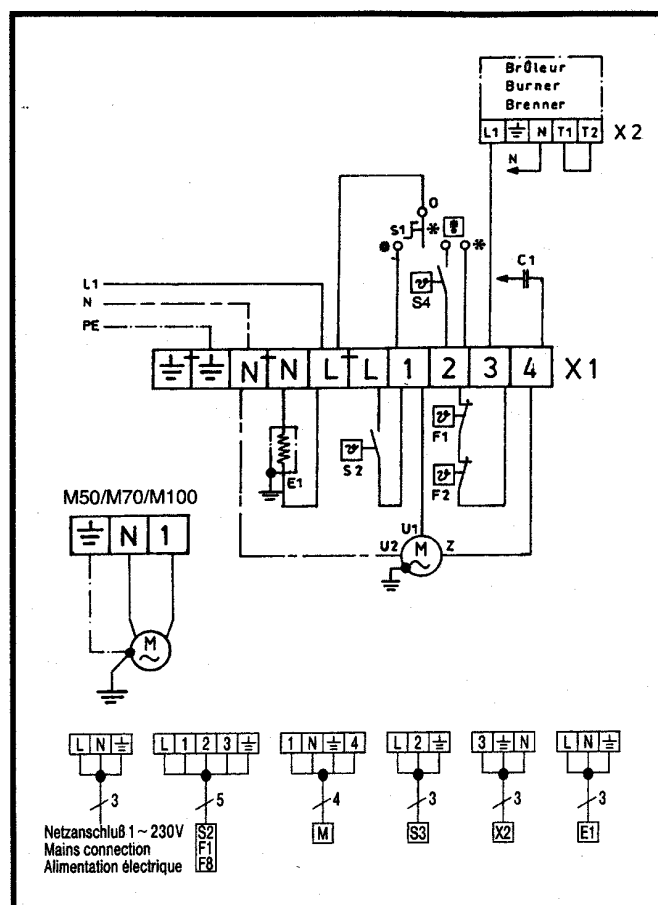 Brûleur
Burner
Brenner
L1 ⏚ N T1 T2 X2
N
O
S1 * *
C1
S4
L1
N
PE
⏚ ⏚ N N L L 1 2 3 4 X1
ϑ F1
ϑ S2
E1
ϑ F2
M50/M70/M100
⏚ N 1
U1
U2 M ~ Z
M ~
L N ⏚
L 1 2 3 ⏚
1 N ⏚ 4
L 2 ⏚
3 ⏚ N
L N ⏚
3
5
4
3
3
3
Netzanschluß 1 ~ 230V
Mains connection
Alimentation électrique
S2
F1
F8
M
S3
X2
E1